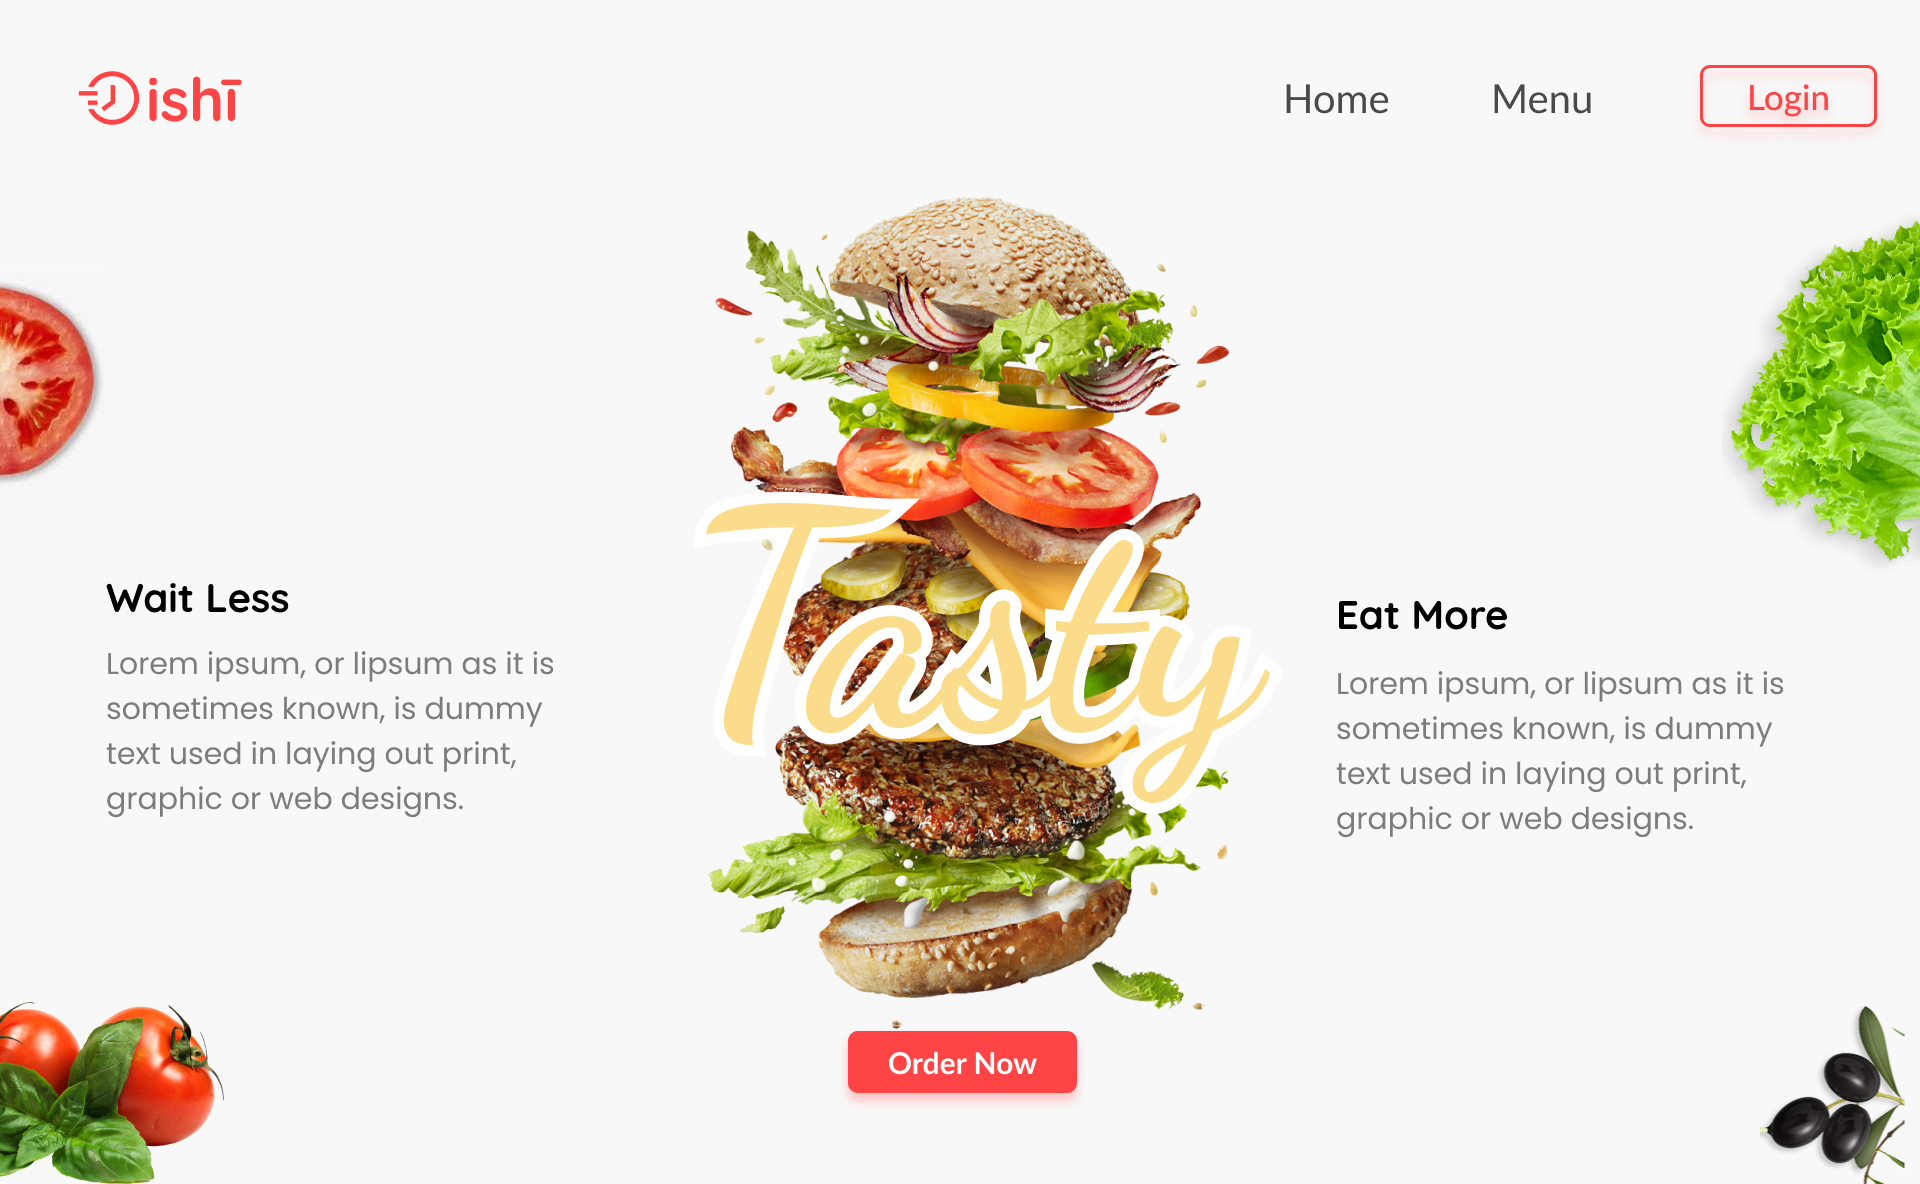 Oishī
Home
Menu
Login
Tasty
Wait Less
Lorem ipsum, or lipsum as it is
sometimes known, is dummy
text used in laying out print,
graphic or web designs.
Eat More
Lorem ipsum, or lipsum as it is
sometimes known, is dummy
text used in laying out print,
graphic or web designs.
Order Now